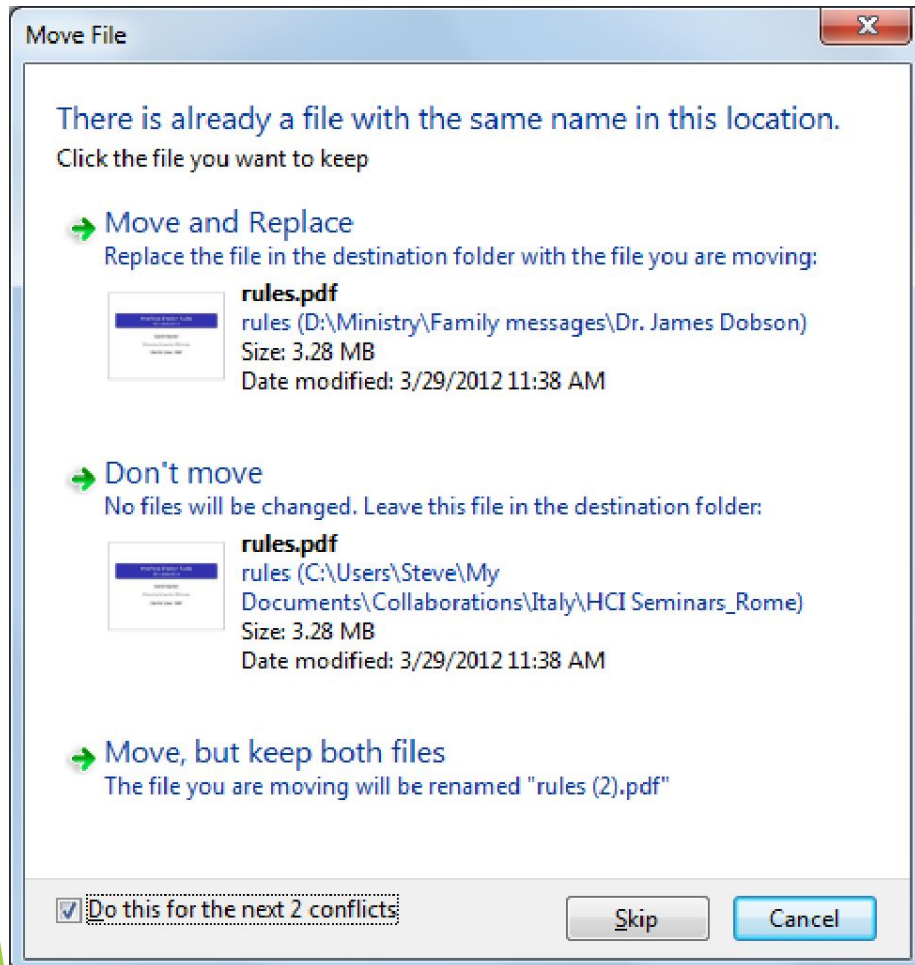 Move File
There is already a file with the same name in this location.
Click the file you want to keep
Move and Replace
Replace the file in the destination folder with the file you are moving:
rules.pdf
rules (D:\Ministry\Family messages\Dr. James Dobson)
Size: 3.28 MB
Date modified: 3/29/2012 11:38 AM
Don't move
No files will be changed. Leave this file in the destination folder:
rules.pdf
rules (C:\Users\Steve\My
Documents\Collaborations\Italy\HCI Seminars_Rome)
Size: 3.28 MB
Date modified: 3/29/2012 11:38 AM
Move, but keep both files
The file you are moving will be renamed "rules (2).pdf"
Do this for the next 2 conflicts
Skip
Cancel